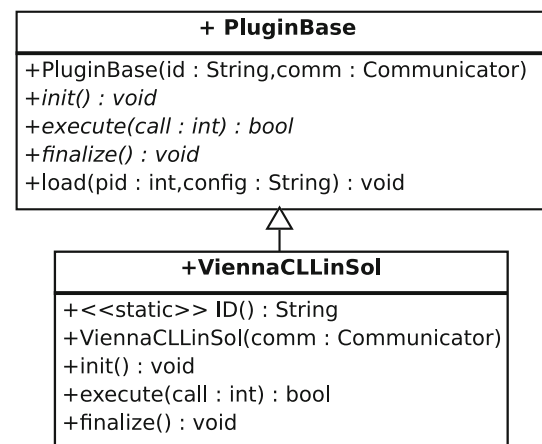 + PluginBase
+PluginBase(id : String,comm : Communicator)
+init() : void
+execute(call : int) : bool
+finalize() : void
+load(pid : int,config : String) : void
+ViennaCLLinSol
+<<static>> ID() : String
+ViennaCLLinSol(comm : Communicator)
+init() : void
+execute(call : int) : bool
+finalize() : void